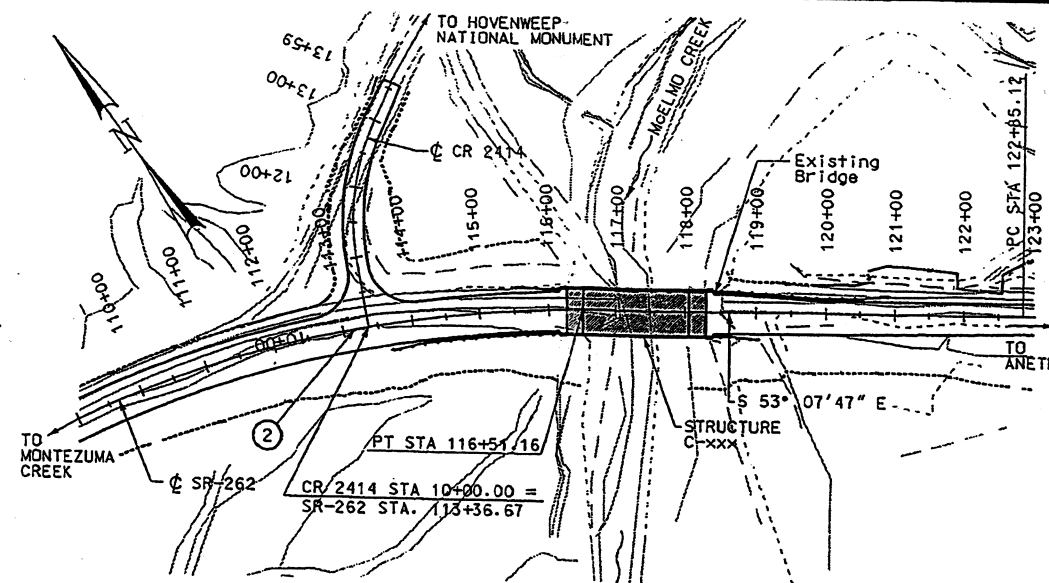 TO HOVENWEEP
NATIONAL MONUMENT
McELMO CREEK
13+59
13+00
12+00
℄ CR 2414
Existing
Bridge
PC STA 122+85.12
110+00
111+00
112+00
114+00
115+00
116+00
117+00
118+00
119+00
120+00
121+00
122+00
123+00
N
10+00
TO
MONTEZUMA
CREEK
℄ SR-262
2
PT STA 116+51.16
CR 2414 STA 10+00.00 =
SR-262 STA. 113+36.67
STRUCTURE
C-xxx
S 53° 07'47" E
TO
ANETH